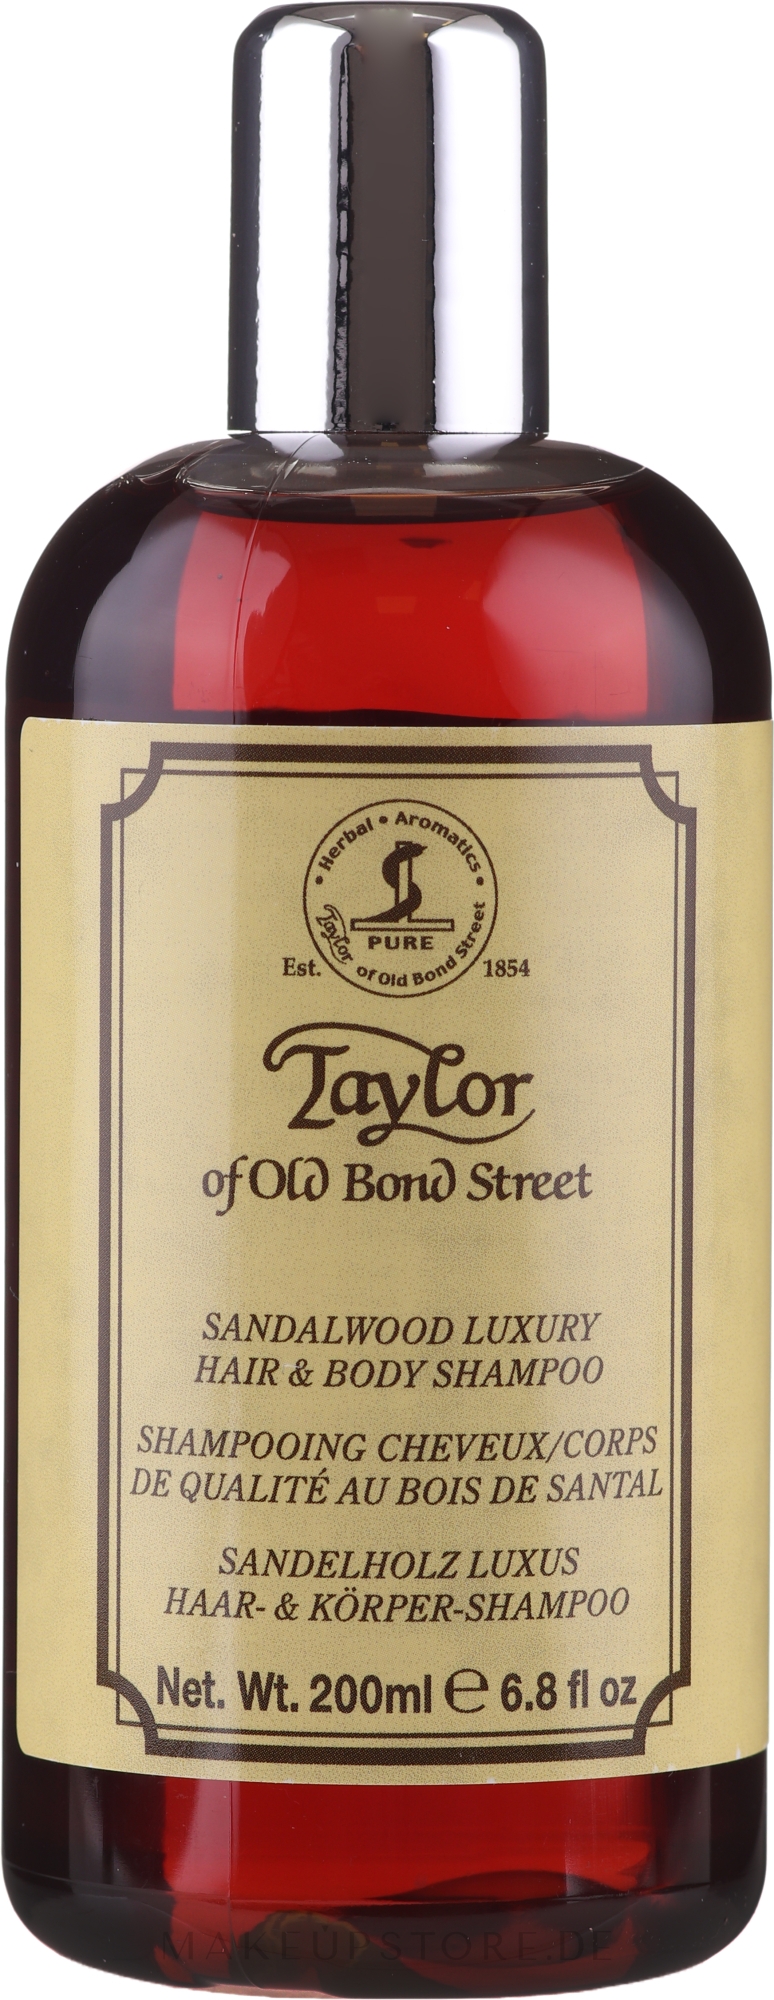 Herbal • Aromatics
PURE
Taylor of Old Bond Street
Est. 1854
Taylor
of Old Bond Street
SANDALWOOD LUXURY
HAIR & BODY SHAMPOO
SHAMPOOING CHEVEUX/CORPS
DE QUALITÉ AU BOIS DE SANTAL
SANDELHOLZ LUXUS
HAAR- & KÖRPER-SHAMPOO
Net. Wt. 200ml ℮ 6.8 fl oz
MAKEUPSTORE.DE